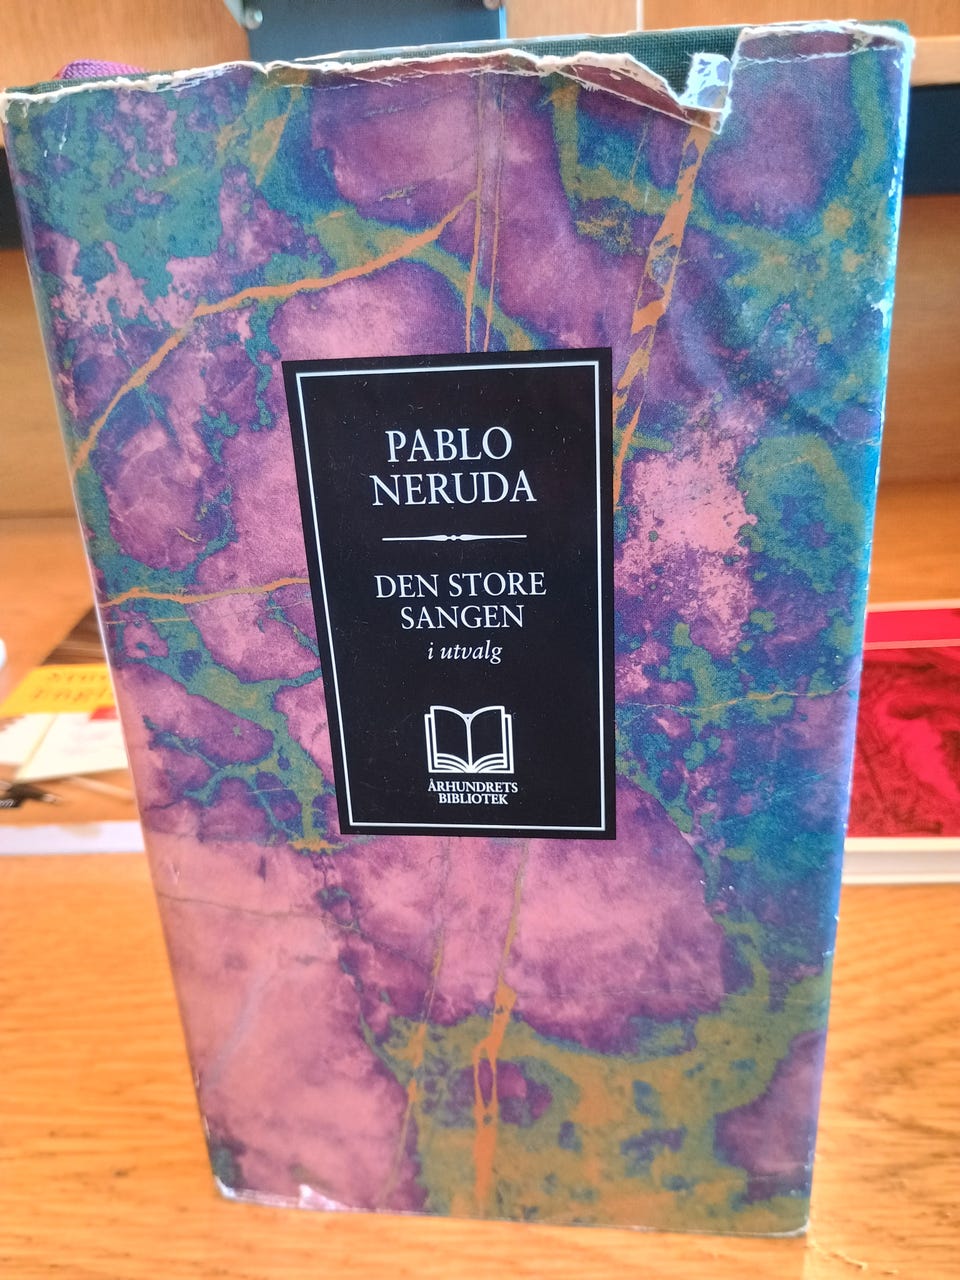 PABLO
NERUDA
DEN STORE
SANGEN
i utvalg
ÅRHUNDRETS
BIBLIOTEK